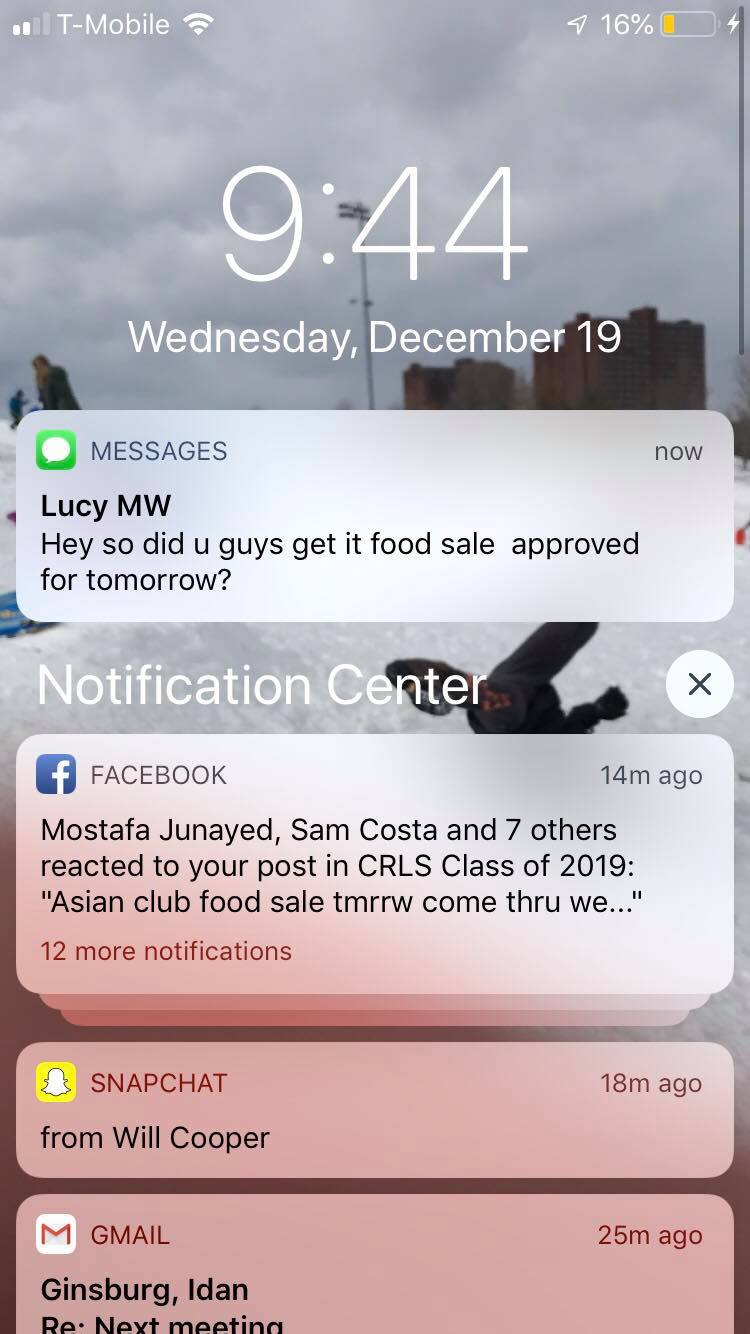 T-Mobile 16%
9:44
Wednesday, December 19
MESSAGES now
Lucy MW
Hey so did u guys get it food sale  approved
for tomorrow?
Notification Center
FACEBOOK 14m ago
Mostafa Junayed, Sam Costa and 7 others
reacted to your post in CRLS Class of 2019:
"Asian club food sale tmrrw come thru we..."
12 more notifications
SNAPCHAT 18m ago
from Will Cooper
GMAIL 25m ago
Ginsburg, Idan
Re: Next meeting